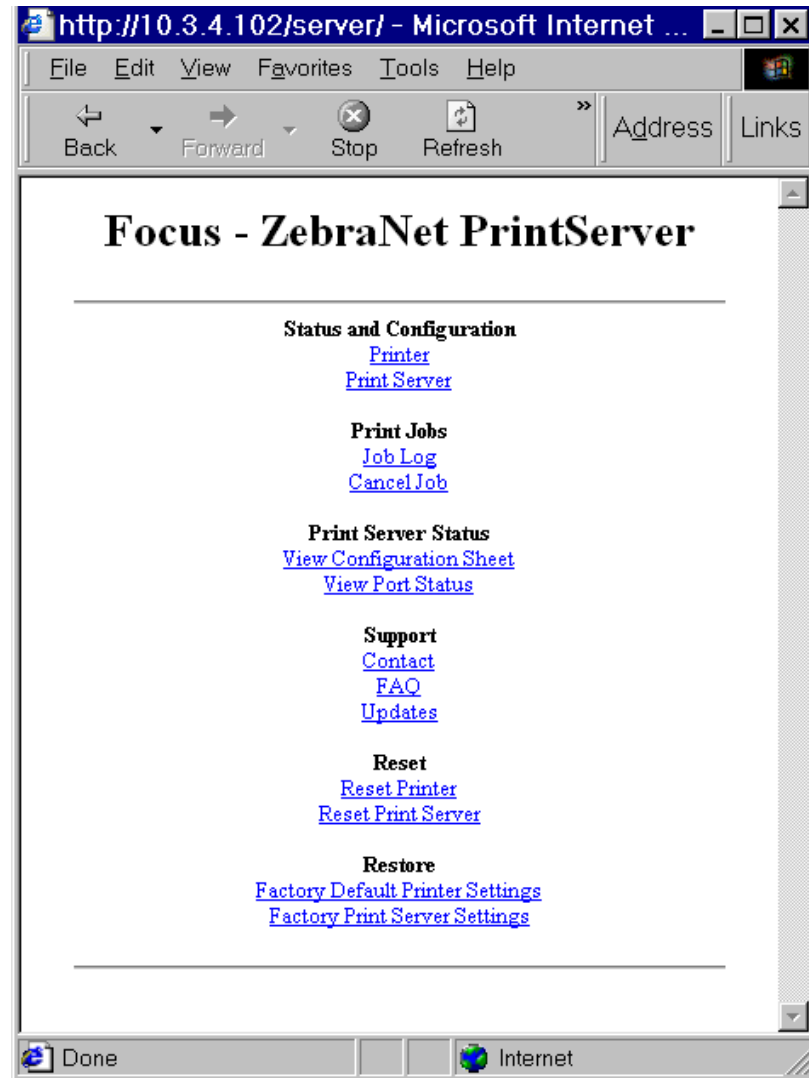 http://10.3.4.102/server/ - Microsoft Internet ...
File Edit View Favorites Tools Help
Back Forward Stop Refresh » Address Links
Focus - ZebraNet PrintServer
Status and Configuration
Printer
Print Server
Print Jobs
Job Log
Cancel Job
Print Server Status
View Configuration Sheet
View Port Status
Support
Contact
FAQ
Updates
Reset
Reset Printer
Reset Print Server
Restore
Factory Default Printer Settings
Factory Print Server Settings
Done Internet